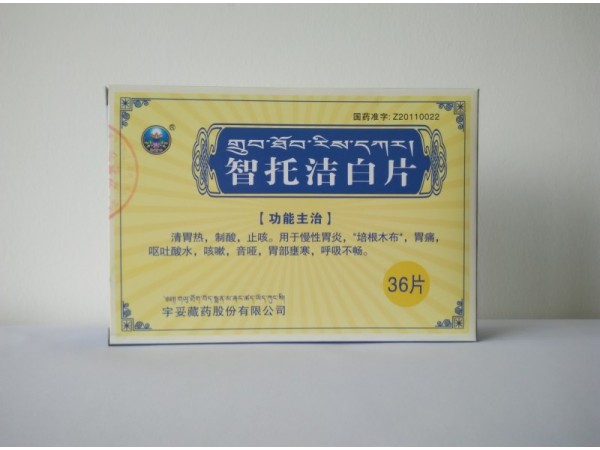 ®
国药准字: Z20110022
གྲུབ་ཐོབ་རིས་དཀར།
智托洁白片
【功能主治】
清胃热，制酸，止咳。用于慢性胃炎，"培根木布"，胃痛，
呕吐酸水，咳嗽，音哑，胃部壅寒，呼吸不畅。
36片
宇妥藏药股份有限公司